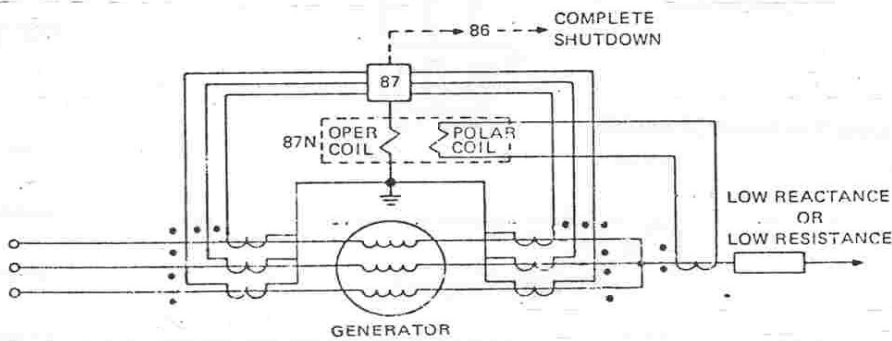 86
COMPLETE
SHUTDOWN
87
87N
OPER
COIL
POLAR
COIL
LOW REACTANCE
OR
LOW RESISTANCE
GENERATOR